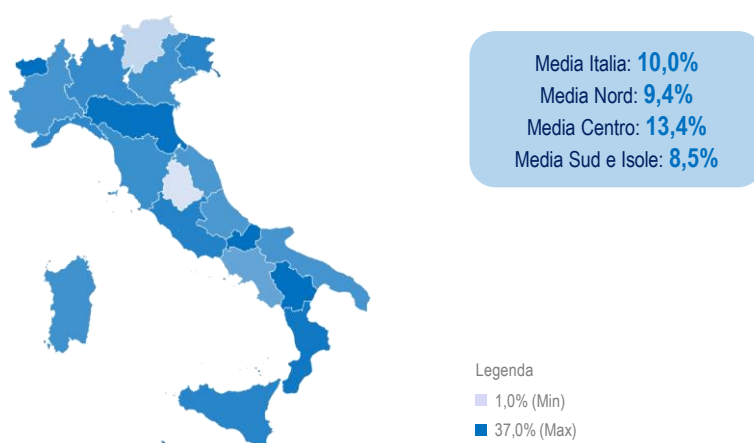 Media Italia: 10,0%
Media Nord: 9,4%
Media Centro: 13,4%
Media Sud e Isole: 8,5%
Legenda
1,0% (Min)
37,0% (Max)